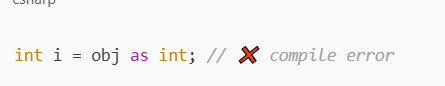 csharp
int i = obj as int; // ❌ compile error